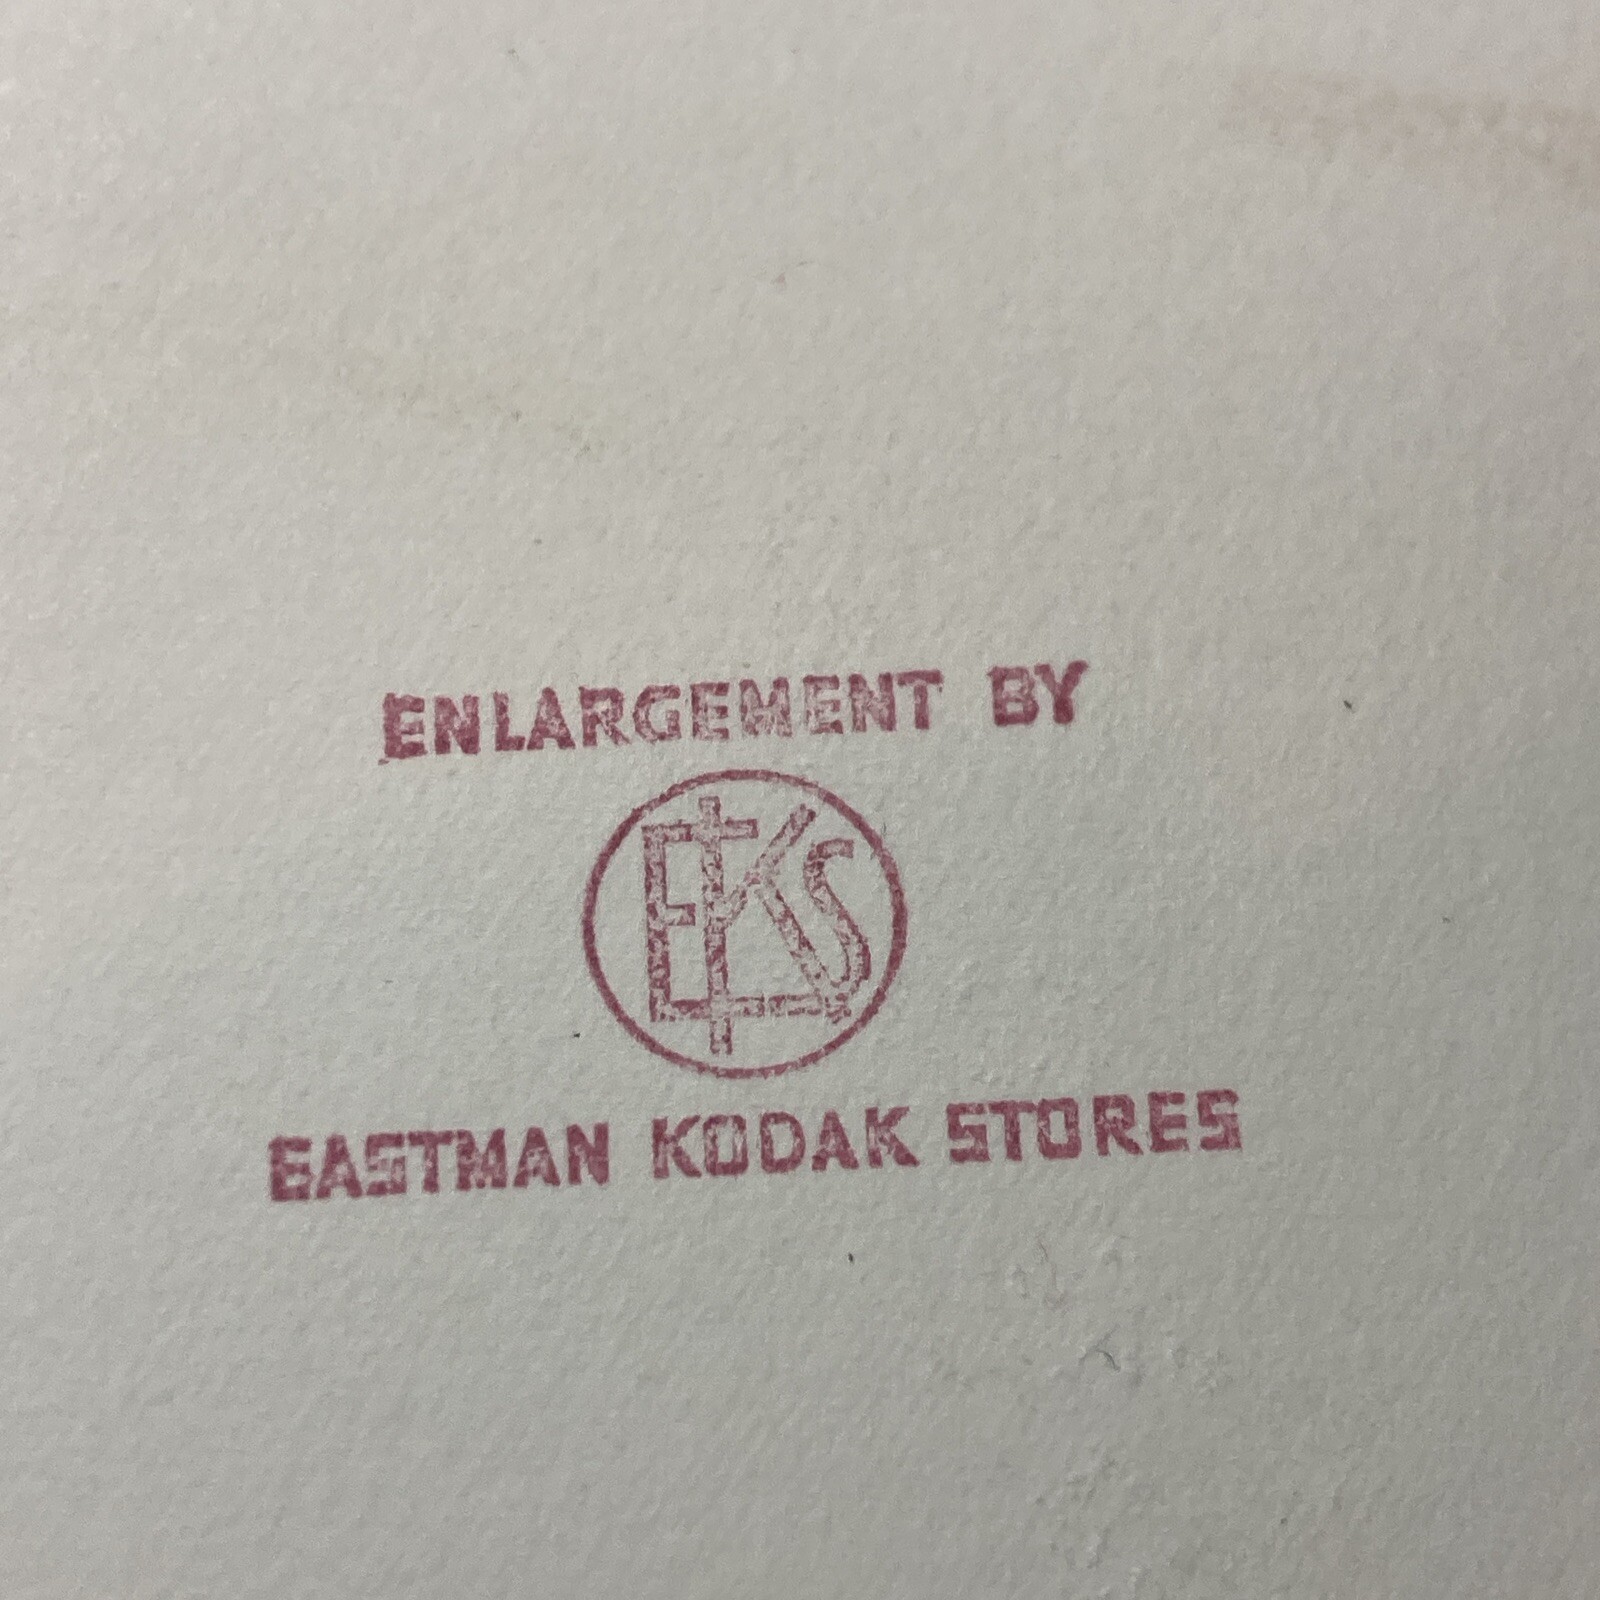 ENLARGEMENT BY
EKS
EASTMAN KODAK STORES